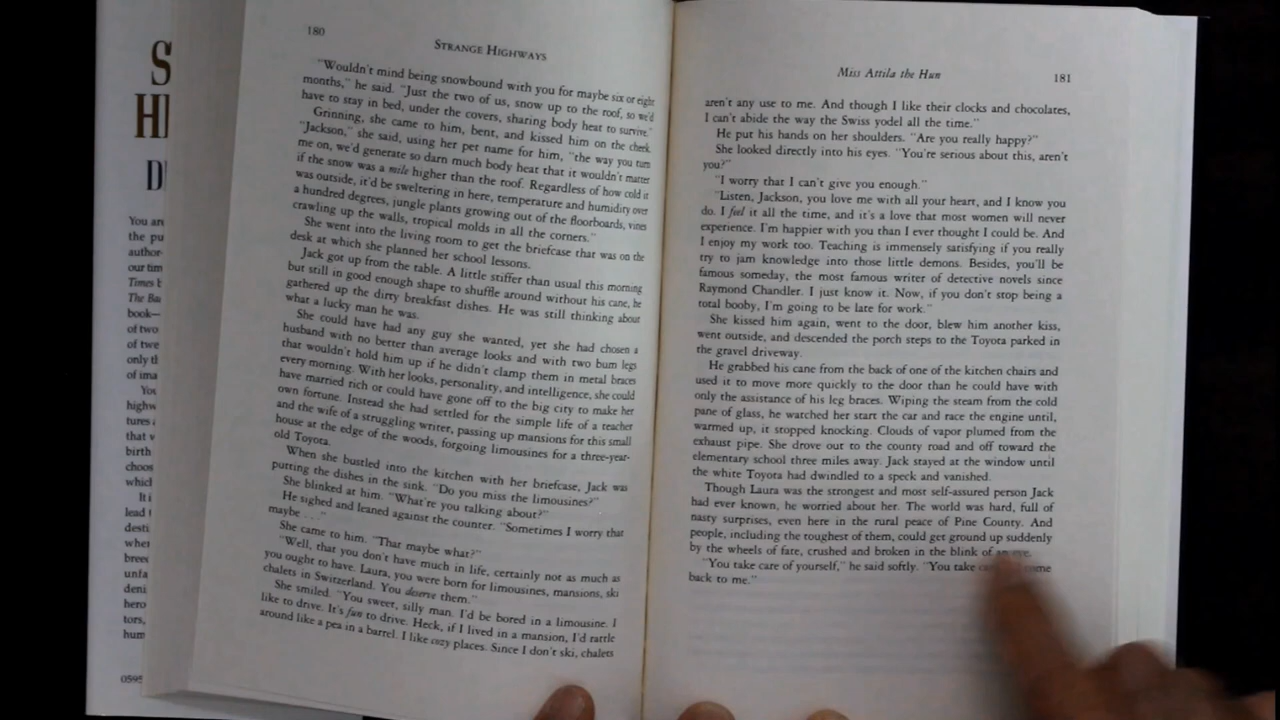 S
H
D
You are
the pu
author
our tim
Times b
The Ba
book—
of two
of twe
only th
of ima
You
highw
tures a
that v
birth
choos
which
It i
lead t
desti
wher
breed
unfa
deni
hero
tors,
hum
0595
180
STRANGE HIGHWAYS
"Wouldn't mind being snowbound with you for maybe six or eight
months," he said. "Just the two of us, snow up to the roof, so we'd
have to stay in bed, under the covers, sharing body heat to survive."
Grinning, she came to him, bent, and kissed him on the cheek.
"Jackson," she said, using her pet name for him, "the way you turn
me on, we'd generate so darn much body heat that it wouldn't matter
if the snow was a mile higher than the roof. Regardless of how cold it
was outside, it'd be sweltering in here, temperature and humidity over
a hundred degrees, jungle plants growing out of the floorboards, vines
crawling up the walls, tropical molds in all the corners."
She went into the living room to get the briefcase that was on the
desk at which she planned her school lessons.
Jack got up from the table. A little stiffer than usual this morning
but still in good enough shape to shuffle around without his cane, he
gathered up the dirty breakfast dishes. He was still thinking about
what a lucky man he was.
She could have had any guy she wanted, yet she had chosen a
husband with no better than average looks and with two bum legs
that wouldn't hold him up if he didn't clamp them in metal braces
every morning. With her looks, personality, and intelligence, she could
have married rich or could have gone off to the big city to make her
own fortune. Instead she had settled for the simple life of a teacher
and the wife of a struggling writer, passing up mansions for this small
house at the edge of the woods, forgoing limousines for a three-year-
old Toyota.
When she bustled into the kitchen with her briefcase, Jack was
putting the dishes in the sink. "Do you miss the limousines?"
She blinked at him. "What're you talking about?"
He sighed and leaned against the counter. "Sometimes I worry that
maybe . . ."
She came to him. "That maybe what?"
"Well, that you don't have much in life, certainly not as much as
you ought to have. Laura, you were born for limousines, mansions, ski
chalets in Switzerland. You deserve them."
She smiled. "You sweet, silly man. I'd be bored in a limousine. I
like to drive. It's fun to drive. Heck, if I lived in a mansion, I'd rattle
around like a pea in a barrel. I like cozy places. Since I don't ski, chalets
Miss Attila the Hun
181
aren't any use to me. And though I like their clocks and chocolates,
I can't abide the way the Swiss yodel all the time."
He put his hands on her shoulders. "Are you really happy?"
She looked directly into his eyes. "You're serious about this, aren't
you?"
"I worry that I can't give you enough."
"Listen, Jackson, you love me with all your heart, and I know you
do. I feel it all the time, and it's a love that most women will never
experience. I'm happier with you than I ever thought I could be. And
I enjoy my work too. Teaching is immensely satisfying if you really
try to jam knowledge into those little demons. Besides, you'll be
famous someday, the most famous writer of detective novels since
Raymond Chandler. I just know it. Now, if you don't stop being a
total booby, I'm going to be late for work."
She kissed him again, went to the door, blew him another kiss,
went outside, and descended the porch steps to the Toyota parked in
the gravel driveway.
He grabbed his cane from the back of one of the kitchen chairs and
used it to move more quickly to the door than he could have with
only the assistance of his leg braces. Wiping the steam from the cold
pane of glass, he watched her start the car and race the engine until,
warmed up, it stopped knocking. Clouds of vapor plumed from the
exhaust pipe. She drove out to the county road and off toward the
elementary school three miles away. Jack stayed at the window until
the white Toyota had dwindled to a speck and vanished.
Though Laura was the strongest and most self-assured person Jack
had ever known, he worried about her. The world was hard, full of
nasty surprises, even here in the rural peace of Pine County. And
people, including the toughest of them, could get ground up suddenly
by the wheels of fate, crushed and broken in the blink of
"You take care of yourself," he said softly. "You take come
back to me."